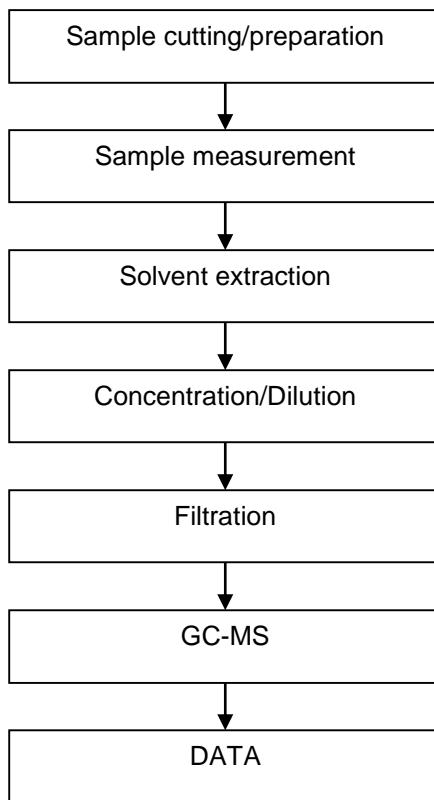 Sample cutting/preparation
Sample measurement
Solvent extraction
Concentration/Dilution
Filtration
GC-MS
DATA